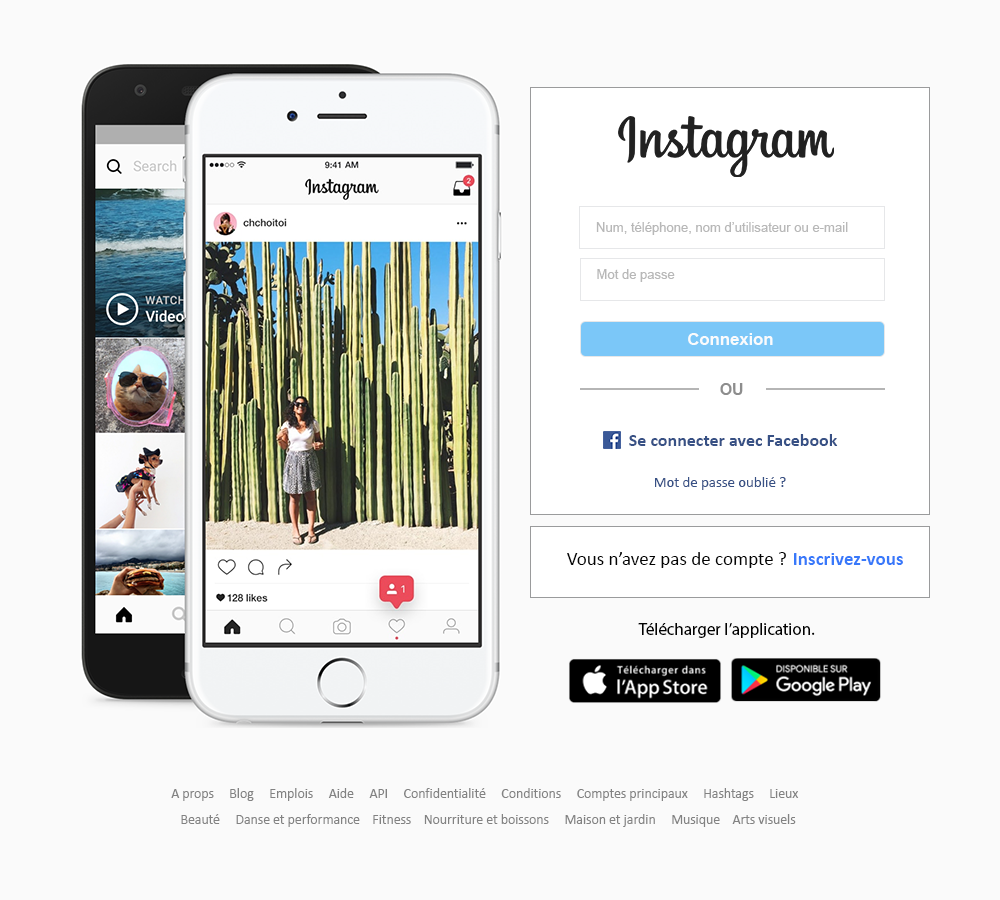 Search
WATCH
Video
9:41 AM
Instagram
2
chchoitoi
1
128 likes
Instagram
Num, téléphone, nom d’utilisateur ou e-mail
Mot de passe
Connexion
OU
Se connecter avec Facebook
Mot de passe oublié ?
Vous n’avez pas de compte ? Inscrivez-vous
Télécharger l’application.
Télécharger dans
l’App Store
DISPONIBLE SUR
Google Play
A props Blog Emplois Aide API Confidentialité Conditions Comptes principaux Hashtags Lieux
Beauté Danse et performance Fitness Nourriture et boissons Maison et jardin Musique Arts visuels